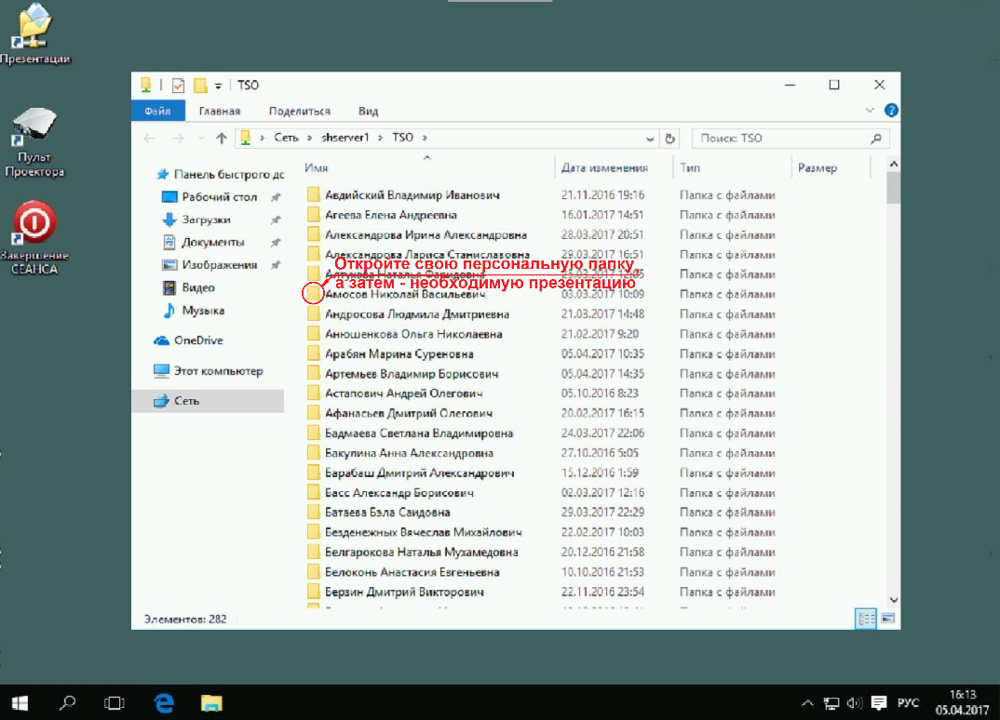 Презентации
Пульт
Проектора
Завершение
СЕАНСА
TSO
Файл
Главная
Поделиться
Вид
Сеть
shserver1
TSO
Поиск: TSO
Панель быстрого дс
Рабочий стол
Загрузки
Документы
Изображения
Видео
Музыка
OneDrive
Этот компьютер
Сеть
Имя Дата изменения Тип Размер
Авдийский Владимир Иванович 21.11.2016 19:16 Папка с файлами
Агеева Елена Андреевна 16.01.2017 14:51 Папка с файлами
Александрова Ирина Александровна 28.03.2017 20:51 Папка с файлами
Александрова Лариса Станиславовна 29.03.2017 16:51 Папка с файлами
Откройте свою персональную папку
Алтухова Наталья Фаридовна 25.03.2017 12:05 Папка с файлами
а затем - необходимую презентацию
Амосов Николай Васильевич 03.03.2017 10:09 Папка с файлами
Андросова Людмила Дмитриевна 21.03.2017 14:48 Папка с файлами
Анюшенкова Ольга Николаевна 21.02.2017 9:20 Папка с файлами
Арабян Марина Суреновна 05.04.2017 10:35 Папка с файлами
Артемьев Владимир Борисович 05.04.2017 14:35 Папка с файлами
Астапович Андрей Олегович 05.10.2016 8:23 Папка с файлами
Афанасьев Дмитрий Олегович 20.02.2017 16:15 Папка с файлами
Бадмаева Светлана Владимировна 24.03.2017 22:06 Папка с файлами
Бакулина Анна Александровна 27.10.2016 5:05 Папка с файлами
Барабаш Дмитрий Александрович 15.12.2016 1:59 Папка с файлами
Басс Александр Борисович 02.03.2017 12:16 Папка с файлами
Батаева Бэла Саидовна 29.03.2017 22:29 Папка с файлами
Безденежных Вячеслав Михайлович 22.02.2017 10:03 Папка с файлами
Белгарокова Наталья Мухамедовна 20.12.2016 21:58 Папка с файлами
Белоконь Анастасия Евгеньевна 10.10.2016 21:53 Папка с файлами
Берзин Дмитрий Викторович 22.11.2016 23:54 Папка с файлами
Элементов: 282
РУС
16:13
05.04.2017